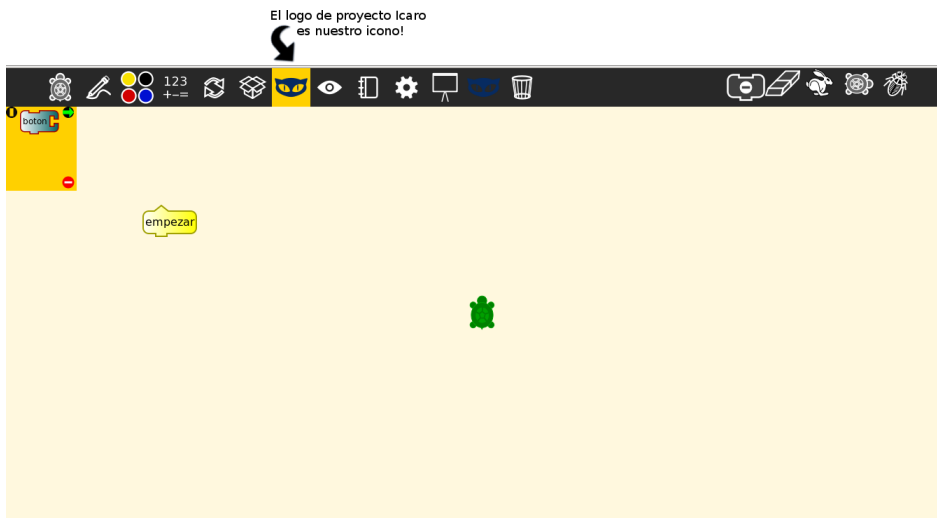 El logo de proyecto Icaro
es nuestro icono!
123
+-=
boton
empezar